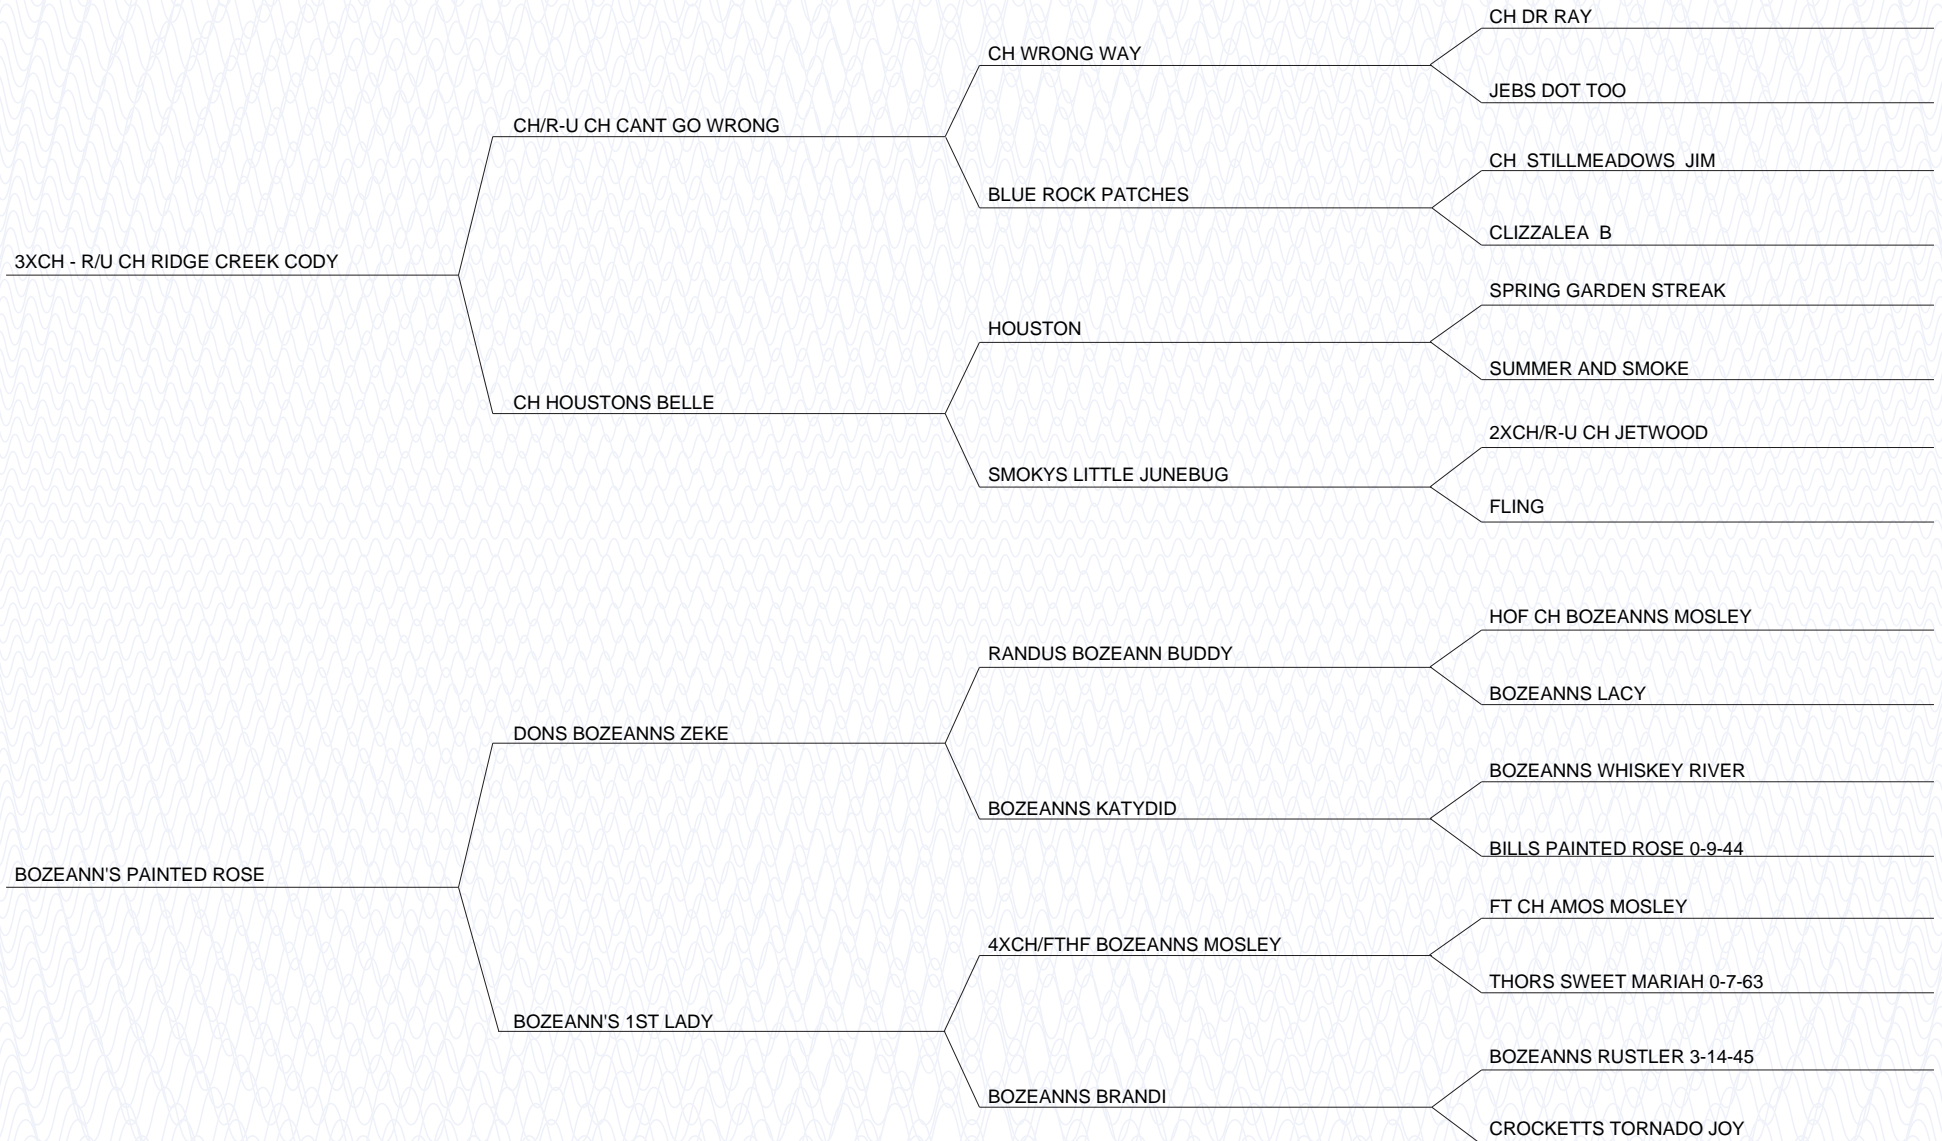 CH DR RAY
CH WRONG WAY
JEBS DOT TOO
CH/R-U CH CANT GO WRONG
CH  STILLMEADOWS  JIM
BLUE ROCK PATCHES
CLIZZALEA  B
3XCH - R/U CH RIDGE CREEK CODY
SPRING GARDEN STREAK
HOUSTON
SUMMER AND SMOKE
CH HOUSTONS BELLE
2XCH/R-U CH JETWOOD
SMOKYS LITTLE JUNEBUG
FLING
HOF CH BOZEANNS MOSLEY
RANDUS BOZEANN BUDDY
BOZEANNS LACY
DONS BOZEANNS ZEKE
BOZEANNS WHISKEY RIVER
BOZEANNS KATYDID
BILLS PAINTED ROSE 0-9-44
BOZEANN'S PAINTED ROSE
FT CH AMOS MOSLEY
4XCH/FTHF BOZEANNS MOSLEY
THORS SWEET MARIAH 0-7-63
BOZEANN'S 1ST LADY
BOZEANNS RUSTLER 3-14-45
BOZEANNS BRANDI
CROCKETTS TORNADO JOY